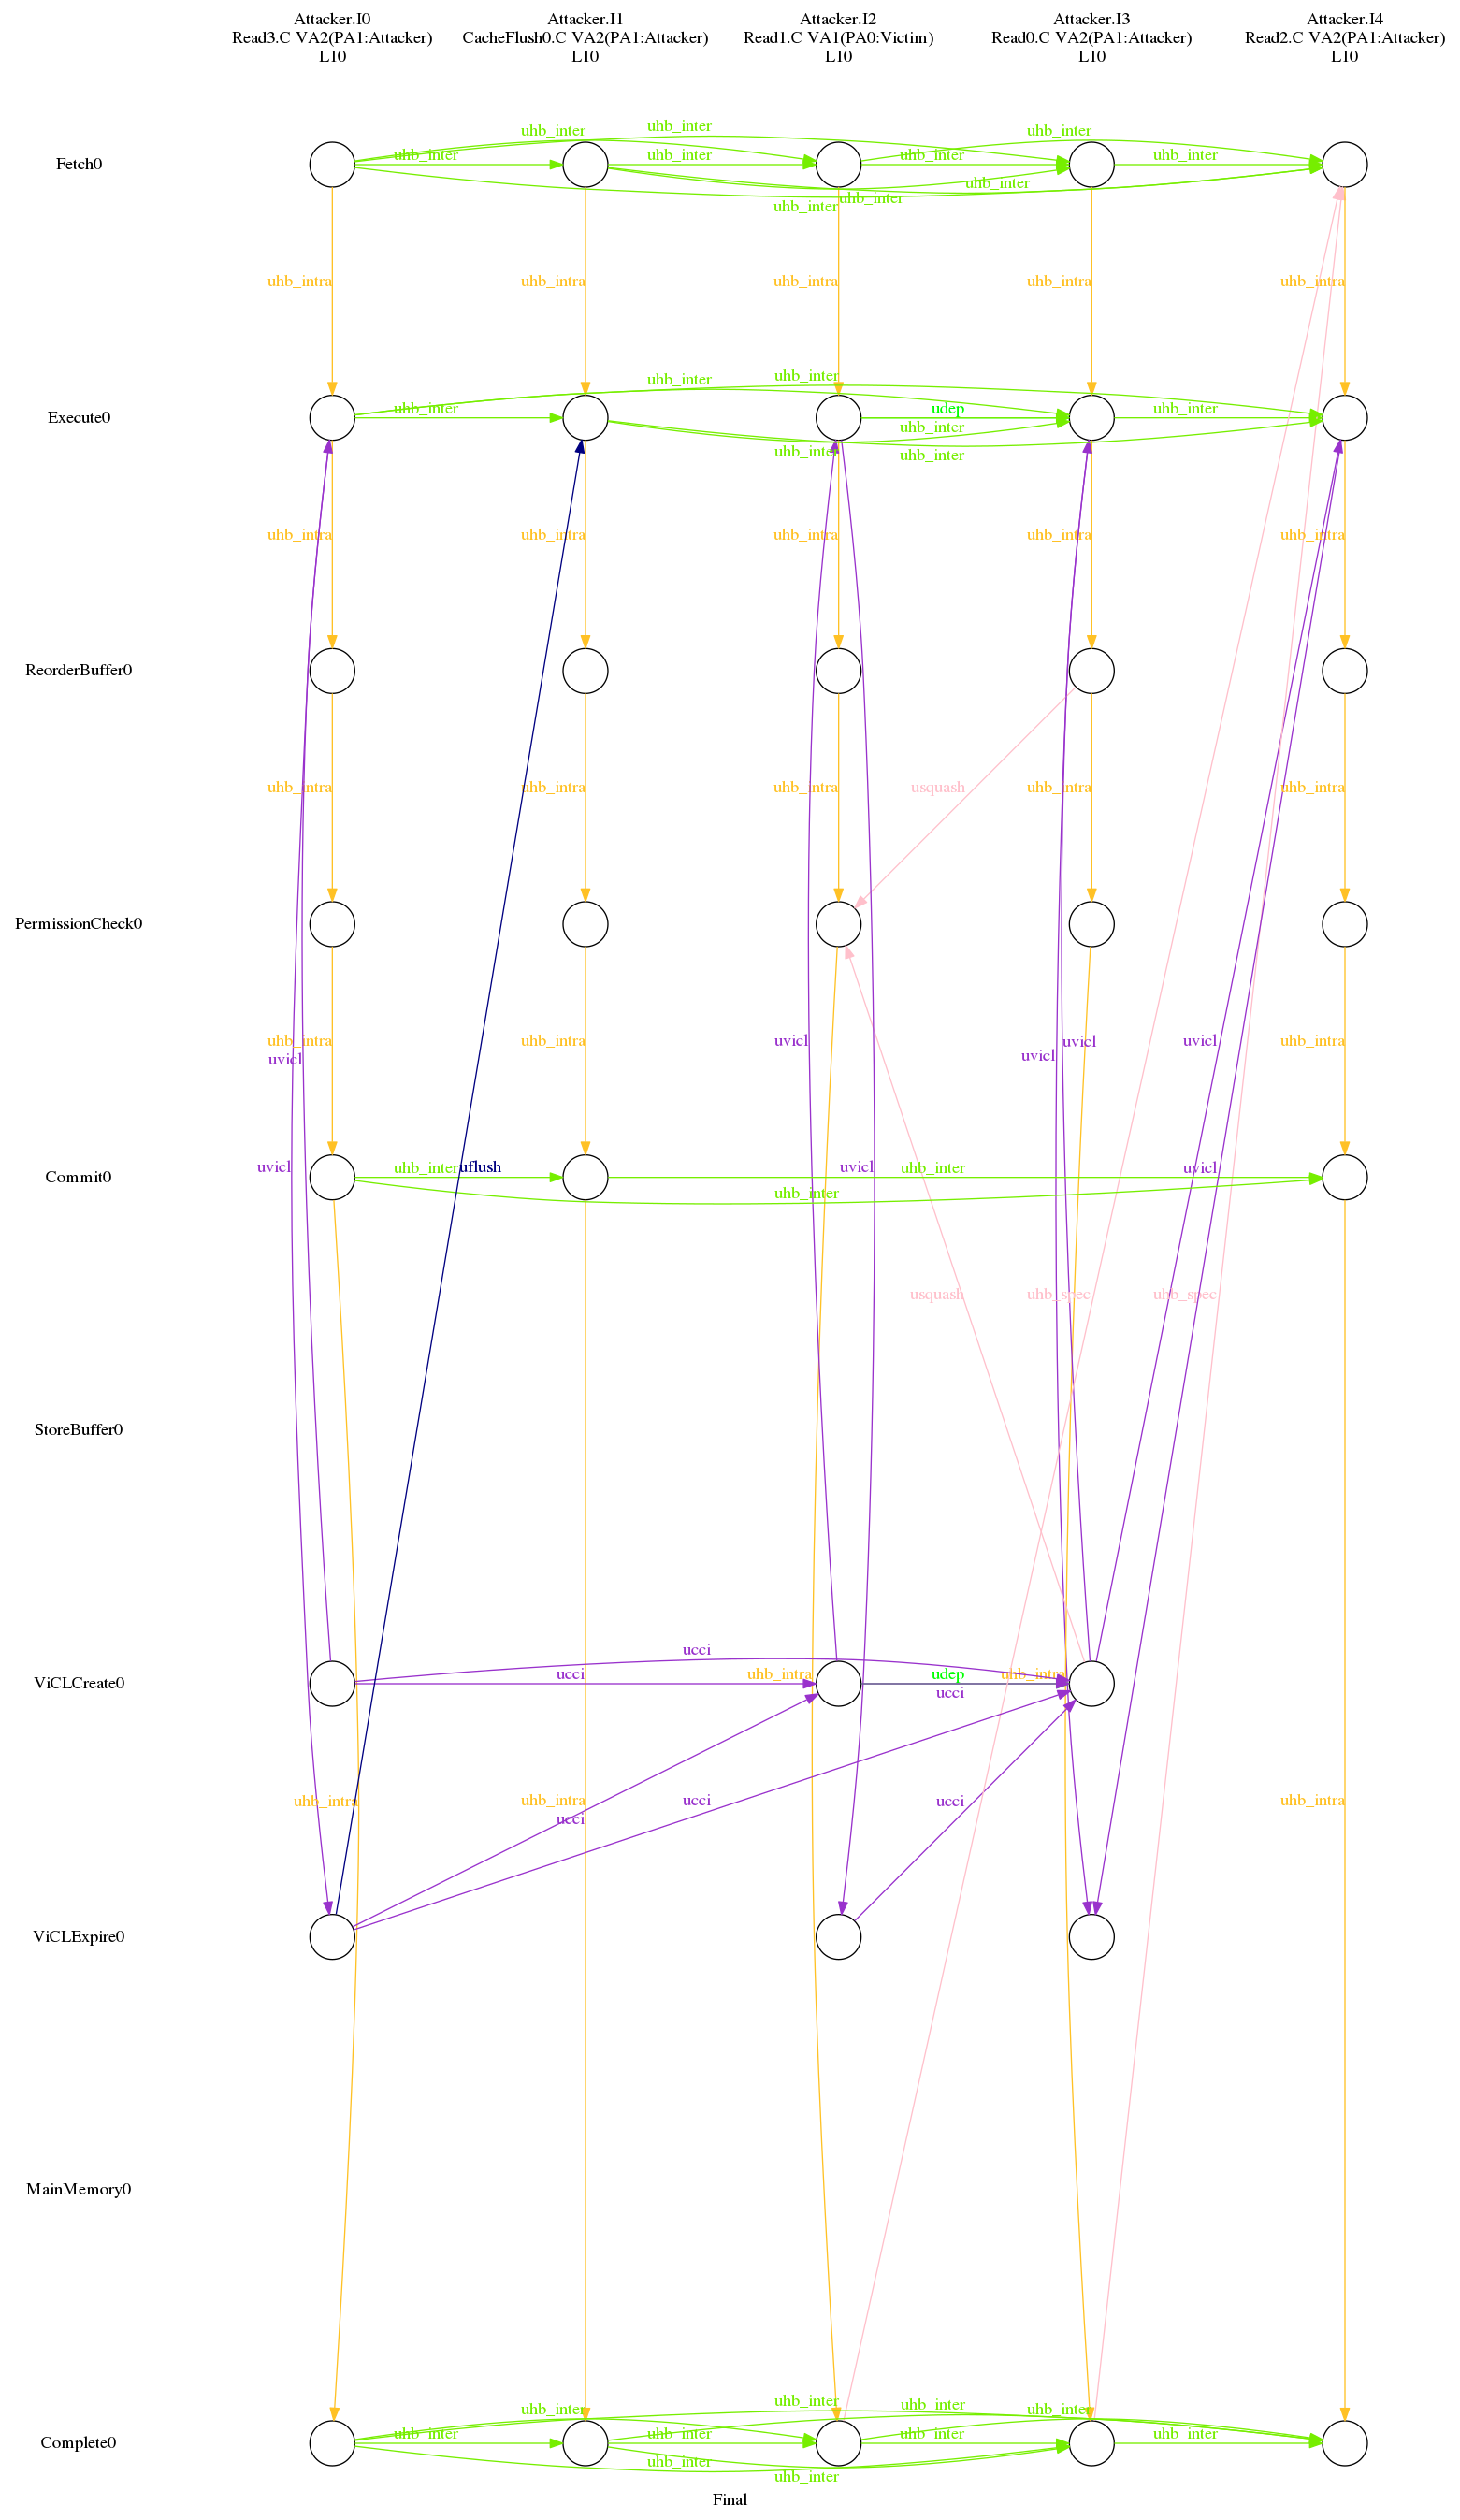 Attacker.I0 Attacker.I1 Attacker.I2 Attacker.I3 Attacker.I4
Read3.C VA2(PA1:Attacker) CacheFlush0.C VA2(PA1:Attacker) Read1.C VA1(PA0:Victim) Read0.C VA2(PA1:Attacker) Read2.C VA2(PA1:Attacker)
L10 L10 L10 L10 L10
uhb_inter uhb_inter uhb_inter
Fetch0 uhb_inter uhb_inter uhb_inter uhb_inter
uhb_inter
uhb_inter uhb_inter
uhb_intra uhb_intra uhb_intra uhb_intra uhb_intra
uhb_inter uhb_inter
Execute0 uhb_inter udep uhb_inter
uhb_inter
uhb_inter uhb_inter
uhb_intra uhb_intra uhb_intra uhb_intra uhb_intra
ReorderBuffer0
uhb_intra uhb_intra uhb_intra usquash uhb_intra uhb_intra
PermissionCheck0
uhb_intra uhb_intra uvicl uvicl uvicl uhb_intra
uvicl uvicl
uvicl uhb_inter uflush uvicl uhb_inter uvicl
Commit0
uhb_inter
usquash uhb_spec uhb_spec
StoreBuffer0
ucci
ViCLCreate0 ucci uhb_intra udep uhb_intra
ucci
uhb_intra uhb_intra ucci ucci uhb_intra
ucci
ViCLExpire0
MainMemory0
uhb_inter uhb_inter uhb_inter uhb_inter
Complete0 uhb_inter uhb_inter uhb_inter uhb_inter
uhb_inter
uhb_inter
Final